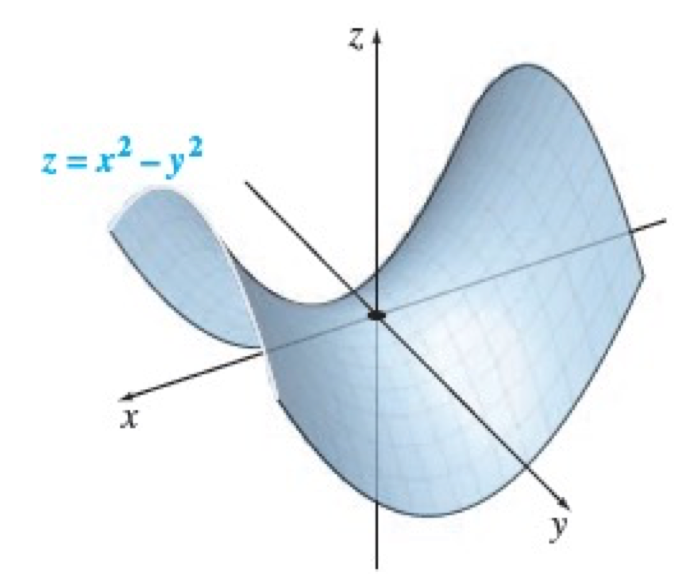 z
z = x² – y²
x
y